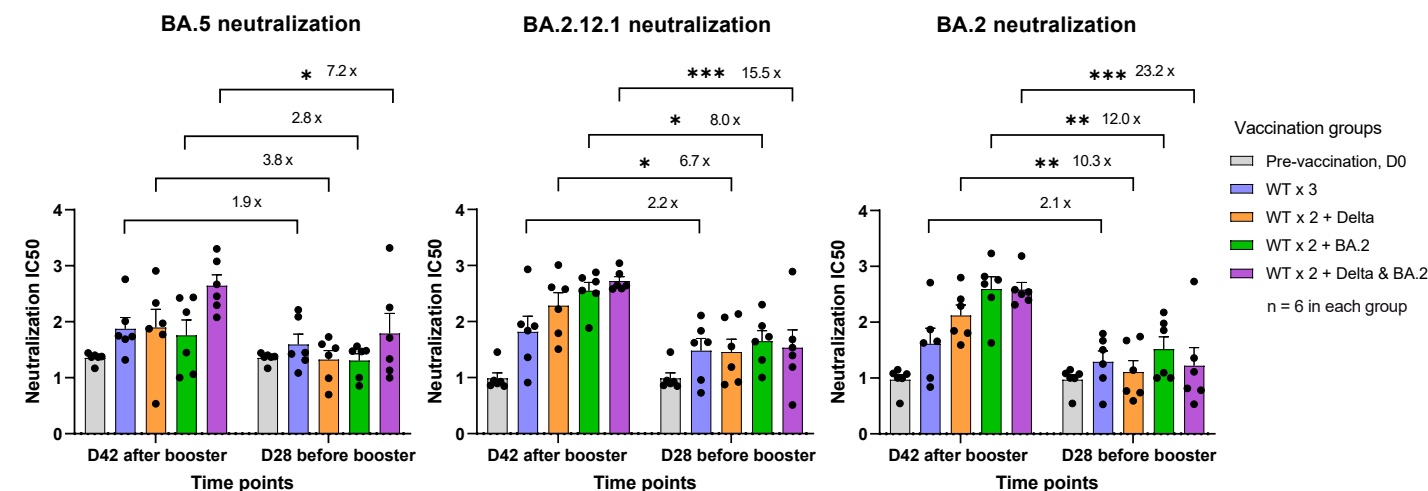 BA.5 neutralization
* 7.2 x
2.8 x
3.8 x
1.9 x
Neutralization IC50
4
3
2
1
0
D42 after booster D28 before booster
Time points
BA.2.12.1 neutralization
*** 15.5 x
* 8.0 x
* 6.7 x
2.2 x
Neutralization IC50
4
3
2
1
0
D42 after booster D28 before booster
Time points
BA.2 neutralization
*** 23.2 x
** 12.0 x
** 10.3 x
2.1 x
Neutralization IC50
4
3
2
1
0
D42 after booster D28 before booster
Time points
Vaccination groups
Pre-vaccination, D0
WT x 3
WT x 2 + Delta
WT x 2 + BA.2
WT x 2 + Delta & BA.2
n = 6 in each group